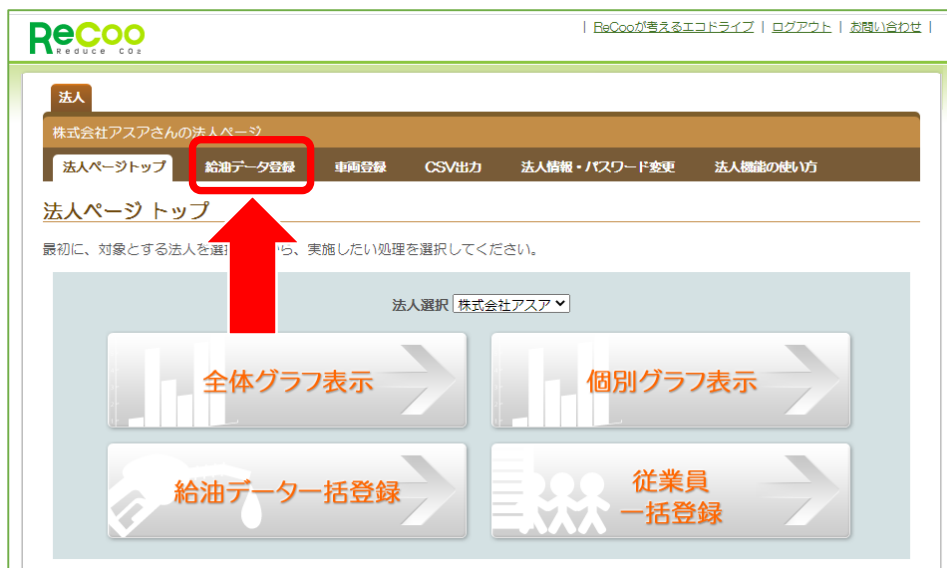 ReCoo
Reduce CO2
| ReCooが考えるエコドライブ | ログアウト | お問い合わせ |
法人
株式会社アスアさんの法人ページ
法人ページトップ 給油データ登録 車両登録 CSV出力 法人情報・パスワード変更 法人機能の使い方
法人ページ トップ
最初に、対象とする法人を選 から、実施したい処理を選択してください。
法人選択 株式会社アスア
全体グラフ表示
個別グラフ表示
給油データ一括登録
従業員
一括登録